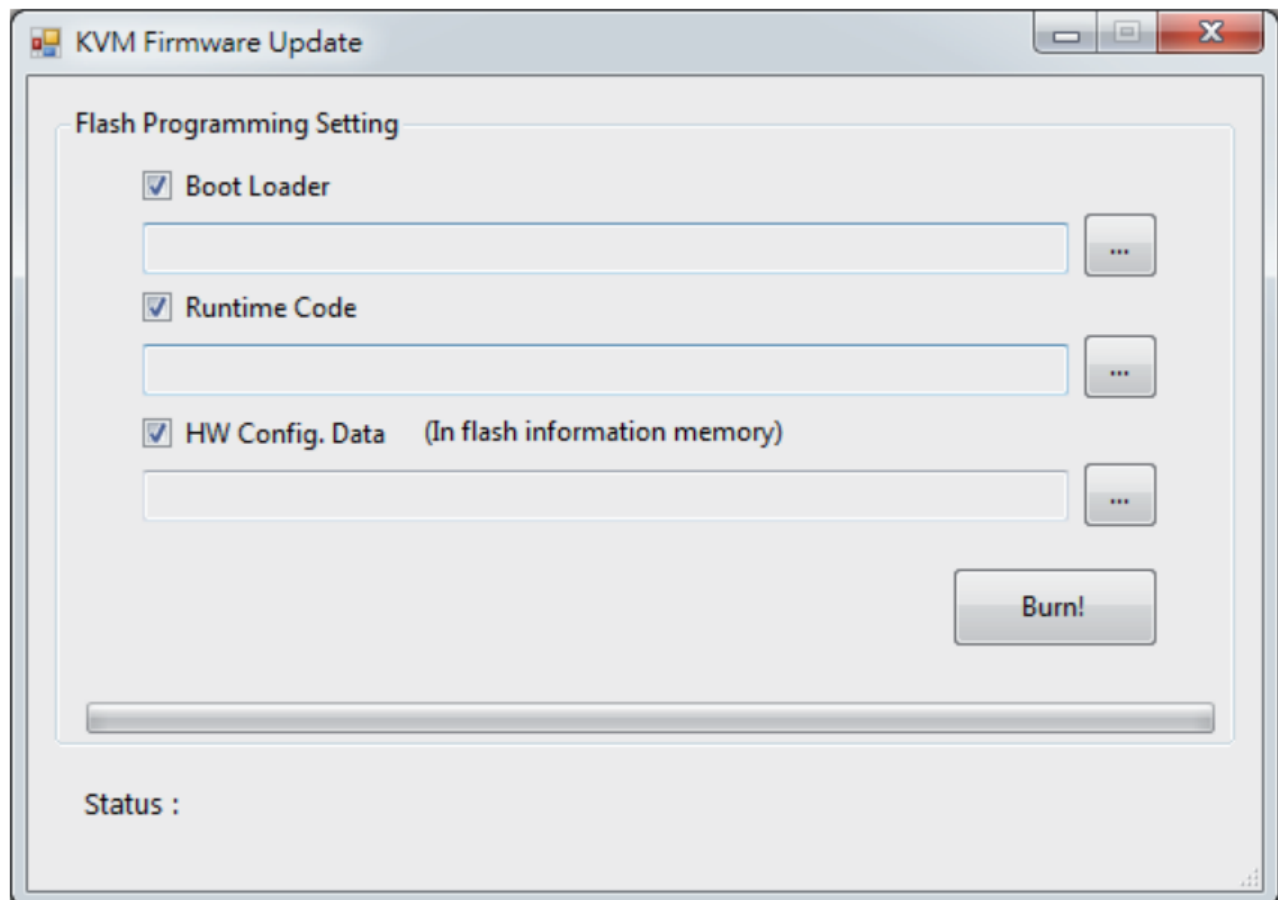 KVM Firmware Update
Flash Programming Setting
Boot Loader
...
Runtime Code
...
HW Config. Data (In flash information memory)
...
Burn!
Status :